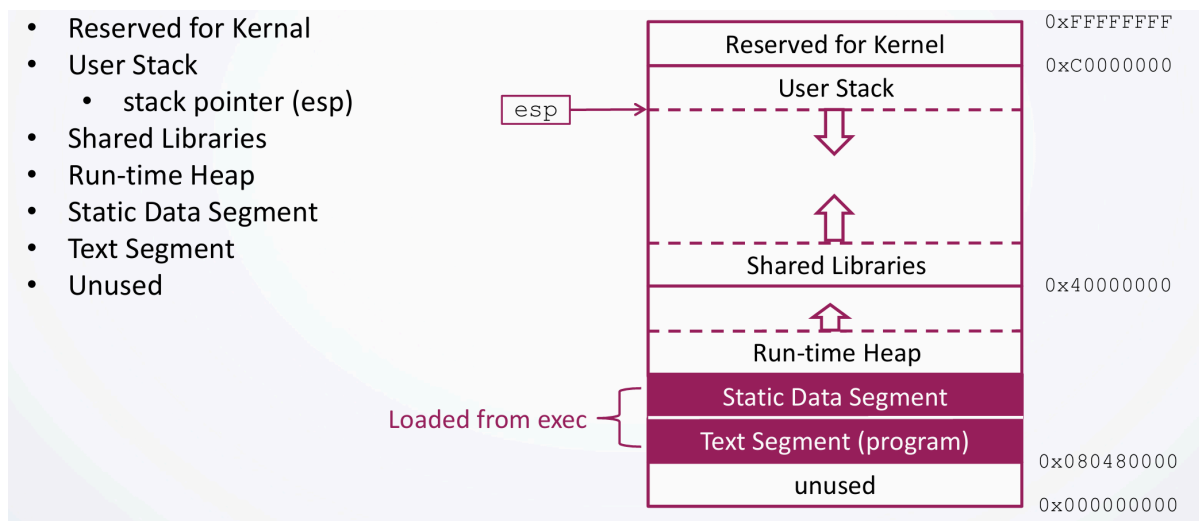 • Reserved for Kernal
• User Stack
• stack pointer (esp)
• Shared Libraries
• Run-time Heap
• Static Data Segment
• Text Segment
• Unused
0xFFFFFFFF
Reserved for Kernel
0xC0000000
User Stack
esp
Shared Libraries
0x40000000
Run-time Heap
Static Data Segment
Loaded from exec
Text Segment (program)
0x080480000
unused
0x000000000